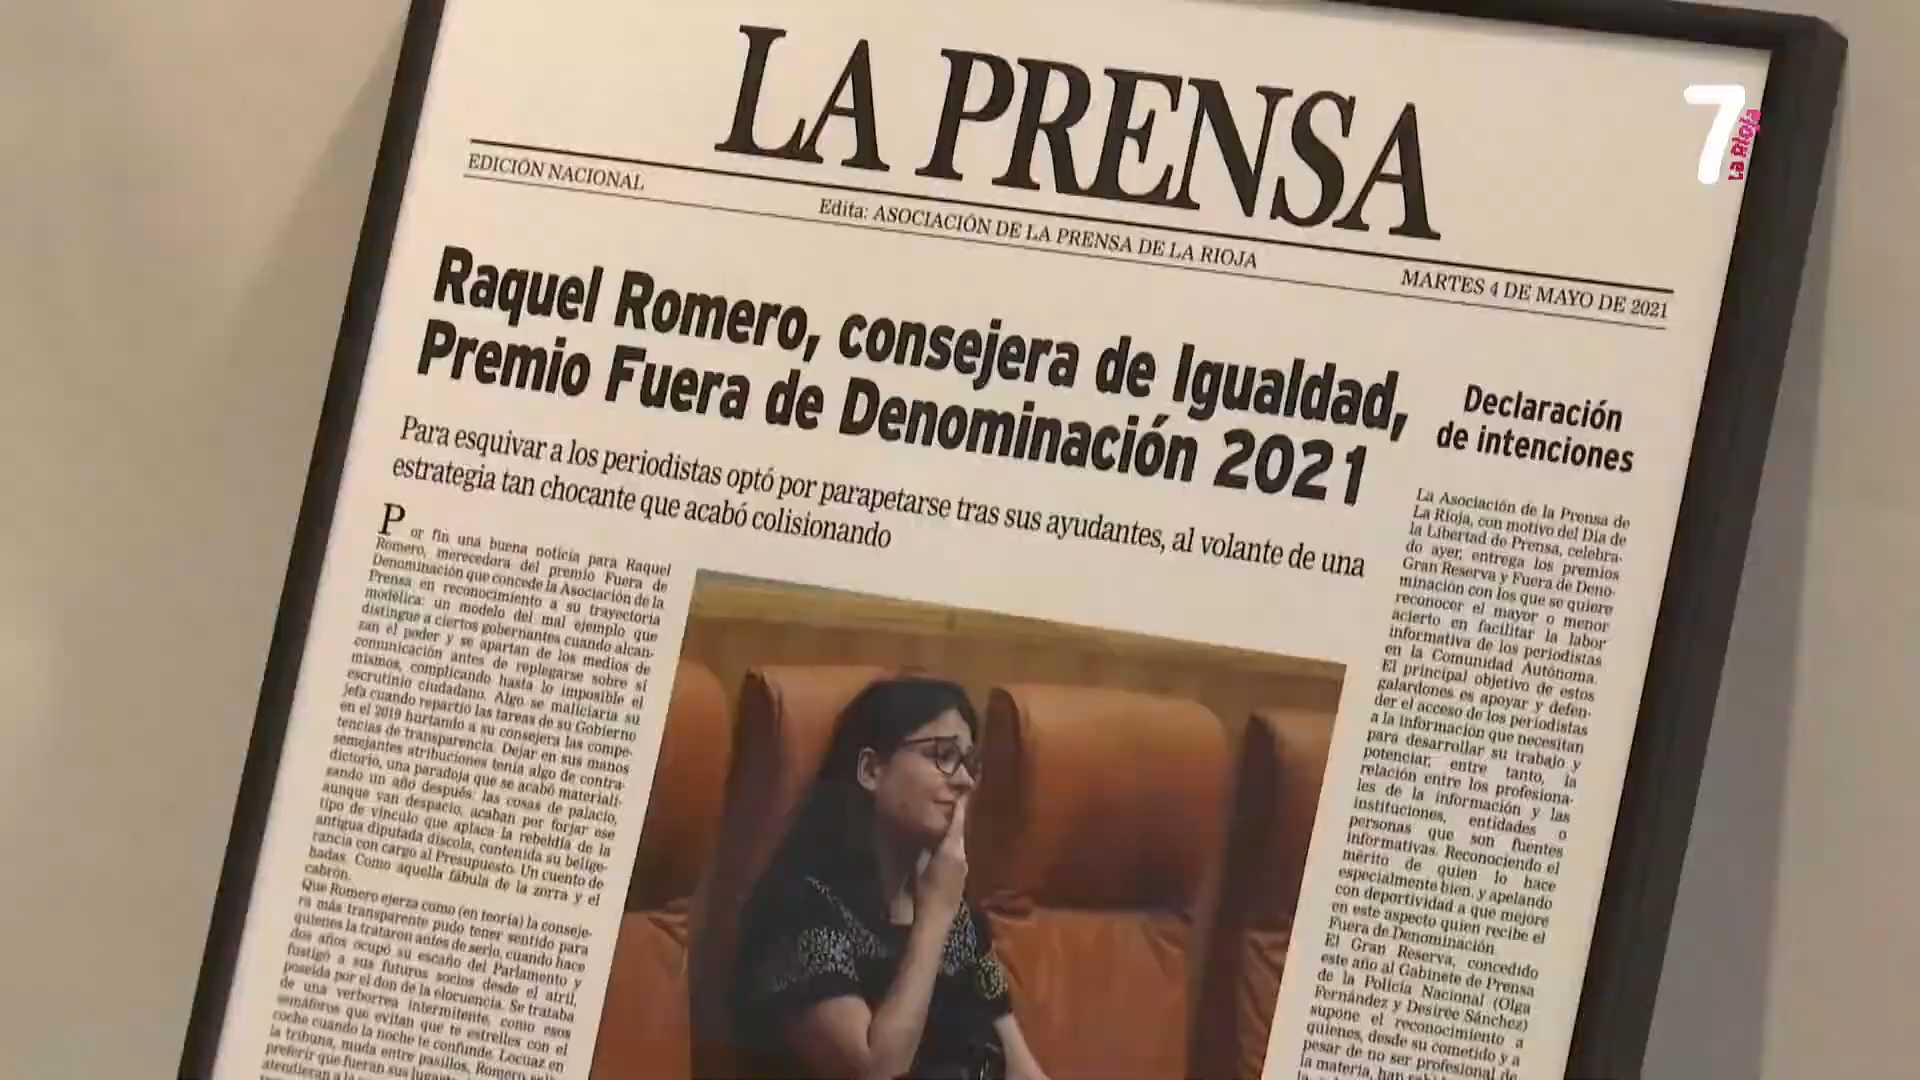 LA PRENSA
7
La Rioja
EDICIÓN NACIONAL
Edita: ASOCIACIÓN DE LA PRENSA DE LA RIOJA
MARTES 4 DE MAYO DE 2021
Raquel Romero, consejera de Igualdad,
Premio Fuera de Denominación 2021
Para esquivar a los periodistas optó por parapetarse tras sus ayudantes, al volante de una
estrategia tan chocante que acabó colisionando
Por fin una buena noticia para Raquel
Romero, merecedora del premio Fuera de
Denominación que concede la Asociación de la
Prensa en reconocimiento a su trayectoria
modélica: un modelo del mal ejemplo que
distingue a ciertos gobernantes cuando alcan-
zan el poder y se apartan de los medios de
comunicación antes de replegarse sobre sí
mismos, complicando hasta lo imposible el
escrutinio ciudadano. Algo se maliciaría su
jefa cuando repartió las tareas de su Gobierno
en el 2019 hurtando a su consejera las compe-
tencias de transparencia. Dejar en sus manos
semejantes atribuciones tenía algo de contra-
dictorio, una paradoja que se acabó materiali-
zando un año después: las cosas de palacio,
aunque van despacio, acaban por forjar ese
tipo de vínculo que aplaca la rebeldía de la
antigua diputada díscola, contenida su belige-
rancia con cargo al Presupuesto. Un cuento de
hadas. Como aquella fábula de la zorra y el
cabrón.
Que Romero ejerza como (en teoría) la conseje-
ra más transparente pudo tener sentido para
quienes la trataron antes de serlo, cuando hace
dos años ocupó su escaño del Parlamento y
fustigó a sus futuros socios desde el atril,
poseída por el don de la elocuencia. Se trataba
de una verborrea intermitente, como esos
semáforos que evitan que te estrelles con el
coche cuando la noche te confunde. Locuaz en
la tribuna, muda entre pasillos, Romero
preferir que fueran sus
atendieran a
Declaración
de intenciones
La Asociación de la Prensa de
La Rioja, con motivo del Día de
la Libertad de Prensa, celebra-
do ayer, entrega los premios
Gran Reserva y Fuera de Deno-
minación con los que se quiere
reconocer el mayor o menor
acierto en facilitar la labor
informativa de los periodistas
en la Comunidad Autónoma.
El principal objetivo de estos
galardones es apoyar y defen-
der el acceso de los periodistas
a la información que necesitan
para desarrollar su trabajo y
potenciar, entre tanto, la
relación entre los profesiona-
les de la información y las
instituciones, entidades o
personas que son fuentes
informativas. Reconociendo el
mérito de quien lo hace
especialmente bien, y apelando
con deportividad a que mejore
en este aspecto quien recibe el
Fuera de Denominación.
El Gran Reserva, concedido
este año al Gabinete de Prensa
de la Policía Nacional (Olga
Fernández y Desirée Sánchez)
supone el reconocimiento a
quienes, desde su cometido y a
pesar de no ser profesional de
la materia, han